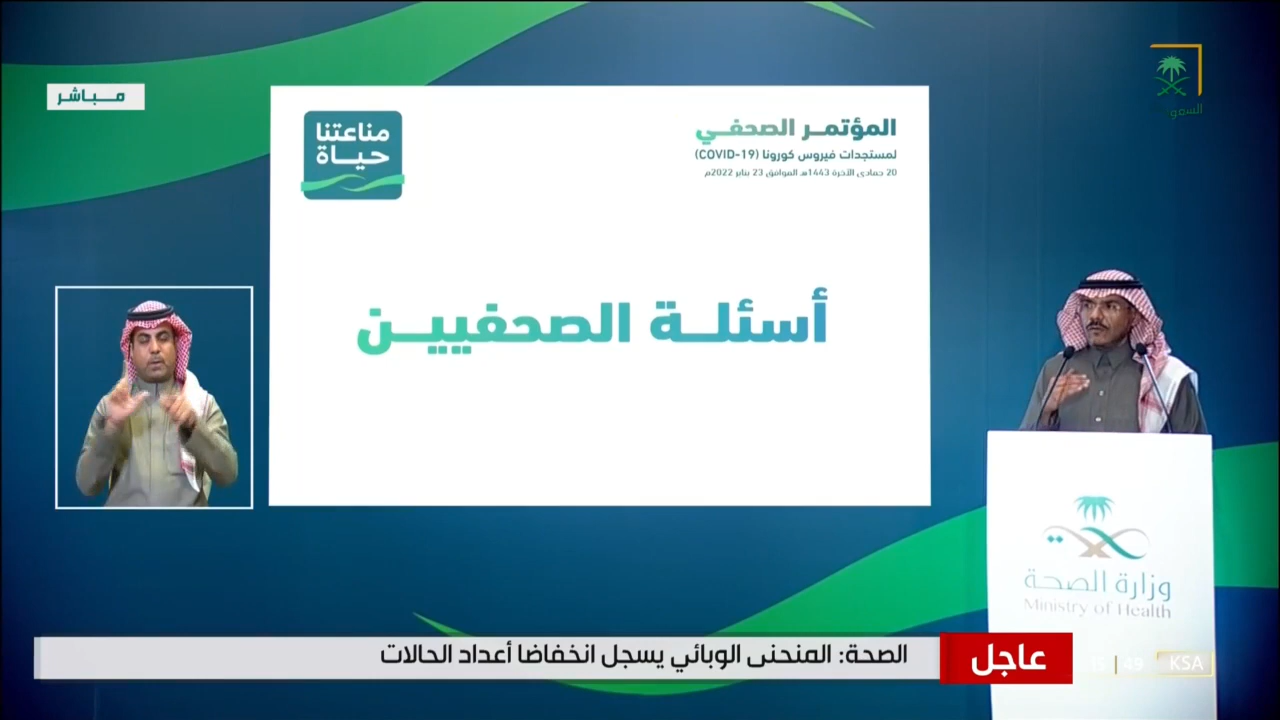 مباشر
السعودية
مناعتنا
حياة
المؤتمر الصحفي
لمستجدات فيروس كورونا (COVID-19)
20 جمادى الآخرة 1443هـ الموافق 23 يناير 2022م
أسئلة الصحفيين
وزارة الصحة
Ministry of Health
عاجل
الصحة: المنحنى الوبائي يسجل انخفاضا أعداد الحالات
49 KSA